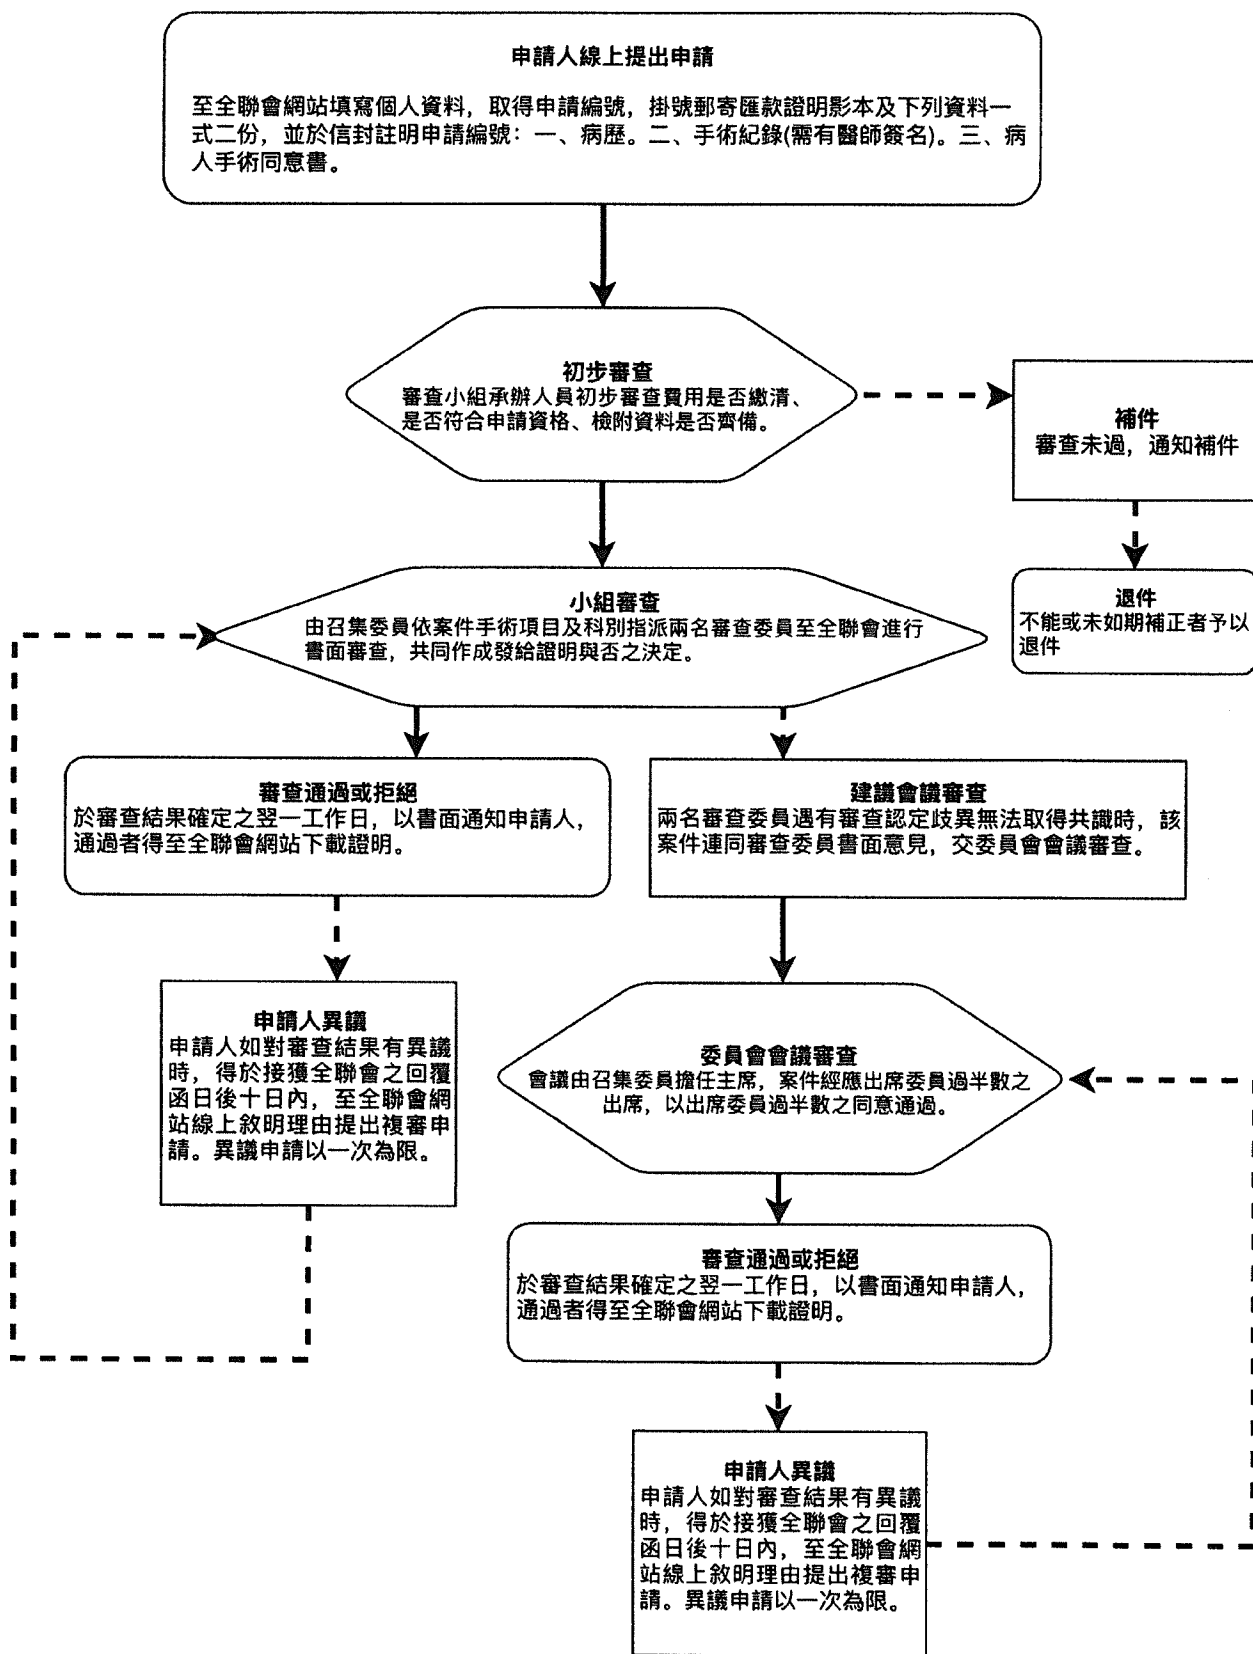 申請人線上提出申請
至全聯會網站填寫個人資料，取得申請編號，掛號郵寄匯款證明影本及下列資料一
式二份，並於信封註明申請編號：一、病歷。二、手術紀錄(需有醫師簽名)。三、病
人手術同意書。
初步審查
審查小組承辦人員初步審查費用是否繳清、
是否符合申請資格、檢附資料是否齊備。
補件
審查未過，通知補件
退件
不能或未如期補正者予以
退件
小組審查
由召集委員依案件手術項目及科別指派兩名審查委員至全聯會進行
書面審查，共同作成發給證明與否之決定。
審查通過或拒絕
於審查結果確定之翌一工作日，以書面通知申請人，
通過者得至全聯會網站下載證明。
建議會議審查
兩名審查委員遇有審查認定歧異無法取得共識時，該
案件連同審查委員書面意見，交委員會會議審查。
申請人異議
申請人如對審查結果有異議
時，得於接獲全聯會之回覆
函日後十日內，至全聯會網
站線上敘明理由提出複審申
請。異議申請以一次為限。
委員會會議審查
會議由召集委員擔任主席，案件經應出席委員過半數之
出席，以出席委員過半數之同意通過。
審查通過或拒絕
於審查結果確定之翌一工作日，以書面通知申請人，
通過者得至全聯會網站下載證明。
申請人異議
申請人如對審查結果有異議
時，得於接獲全聯會之回覆
函日後十日內，至全聯會網
站線上敘明理由提出複審申
請。異議申請以一次為限。